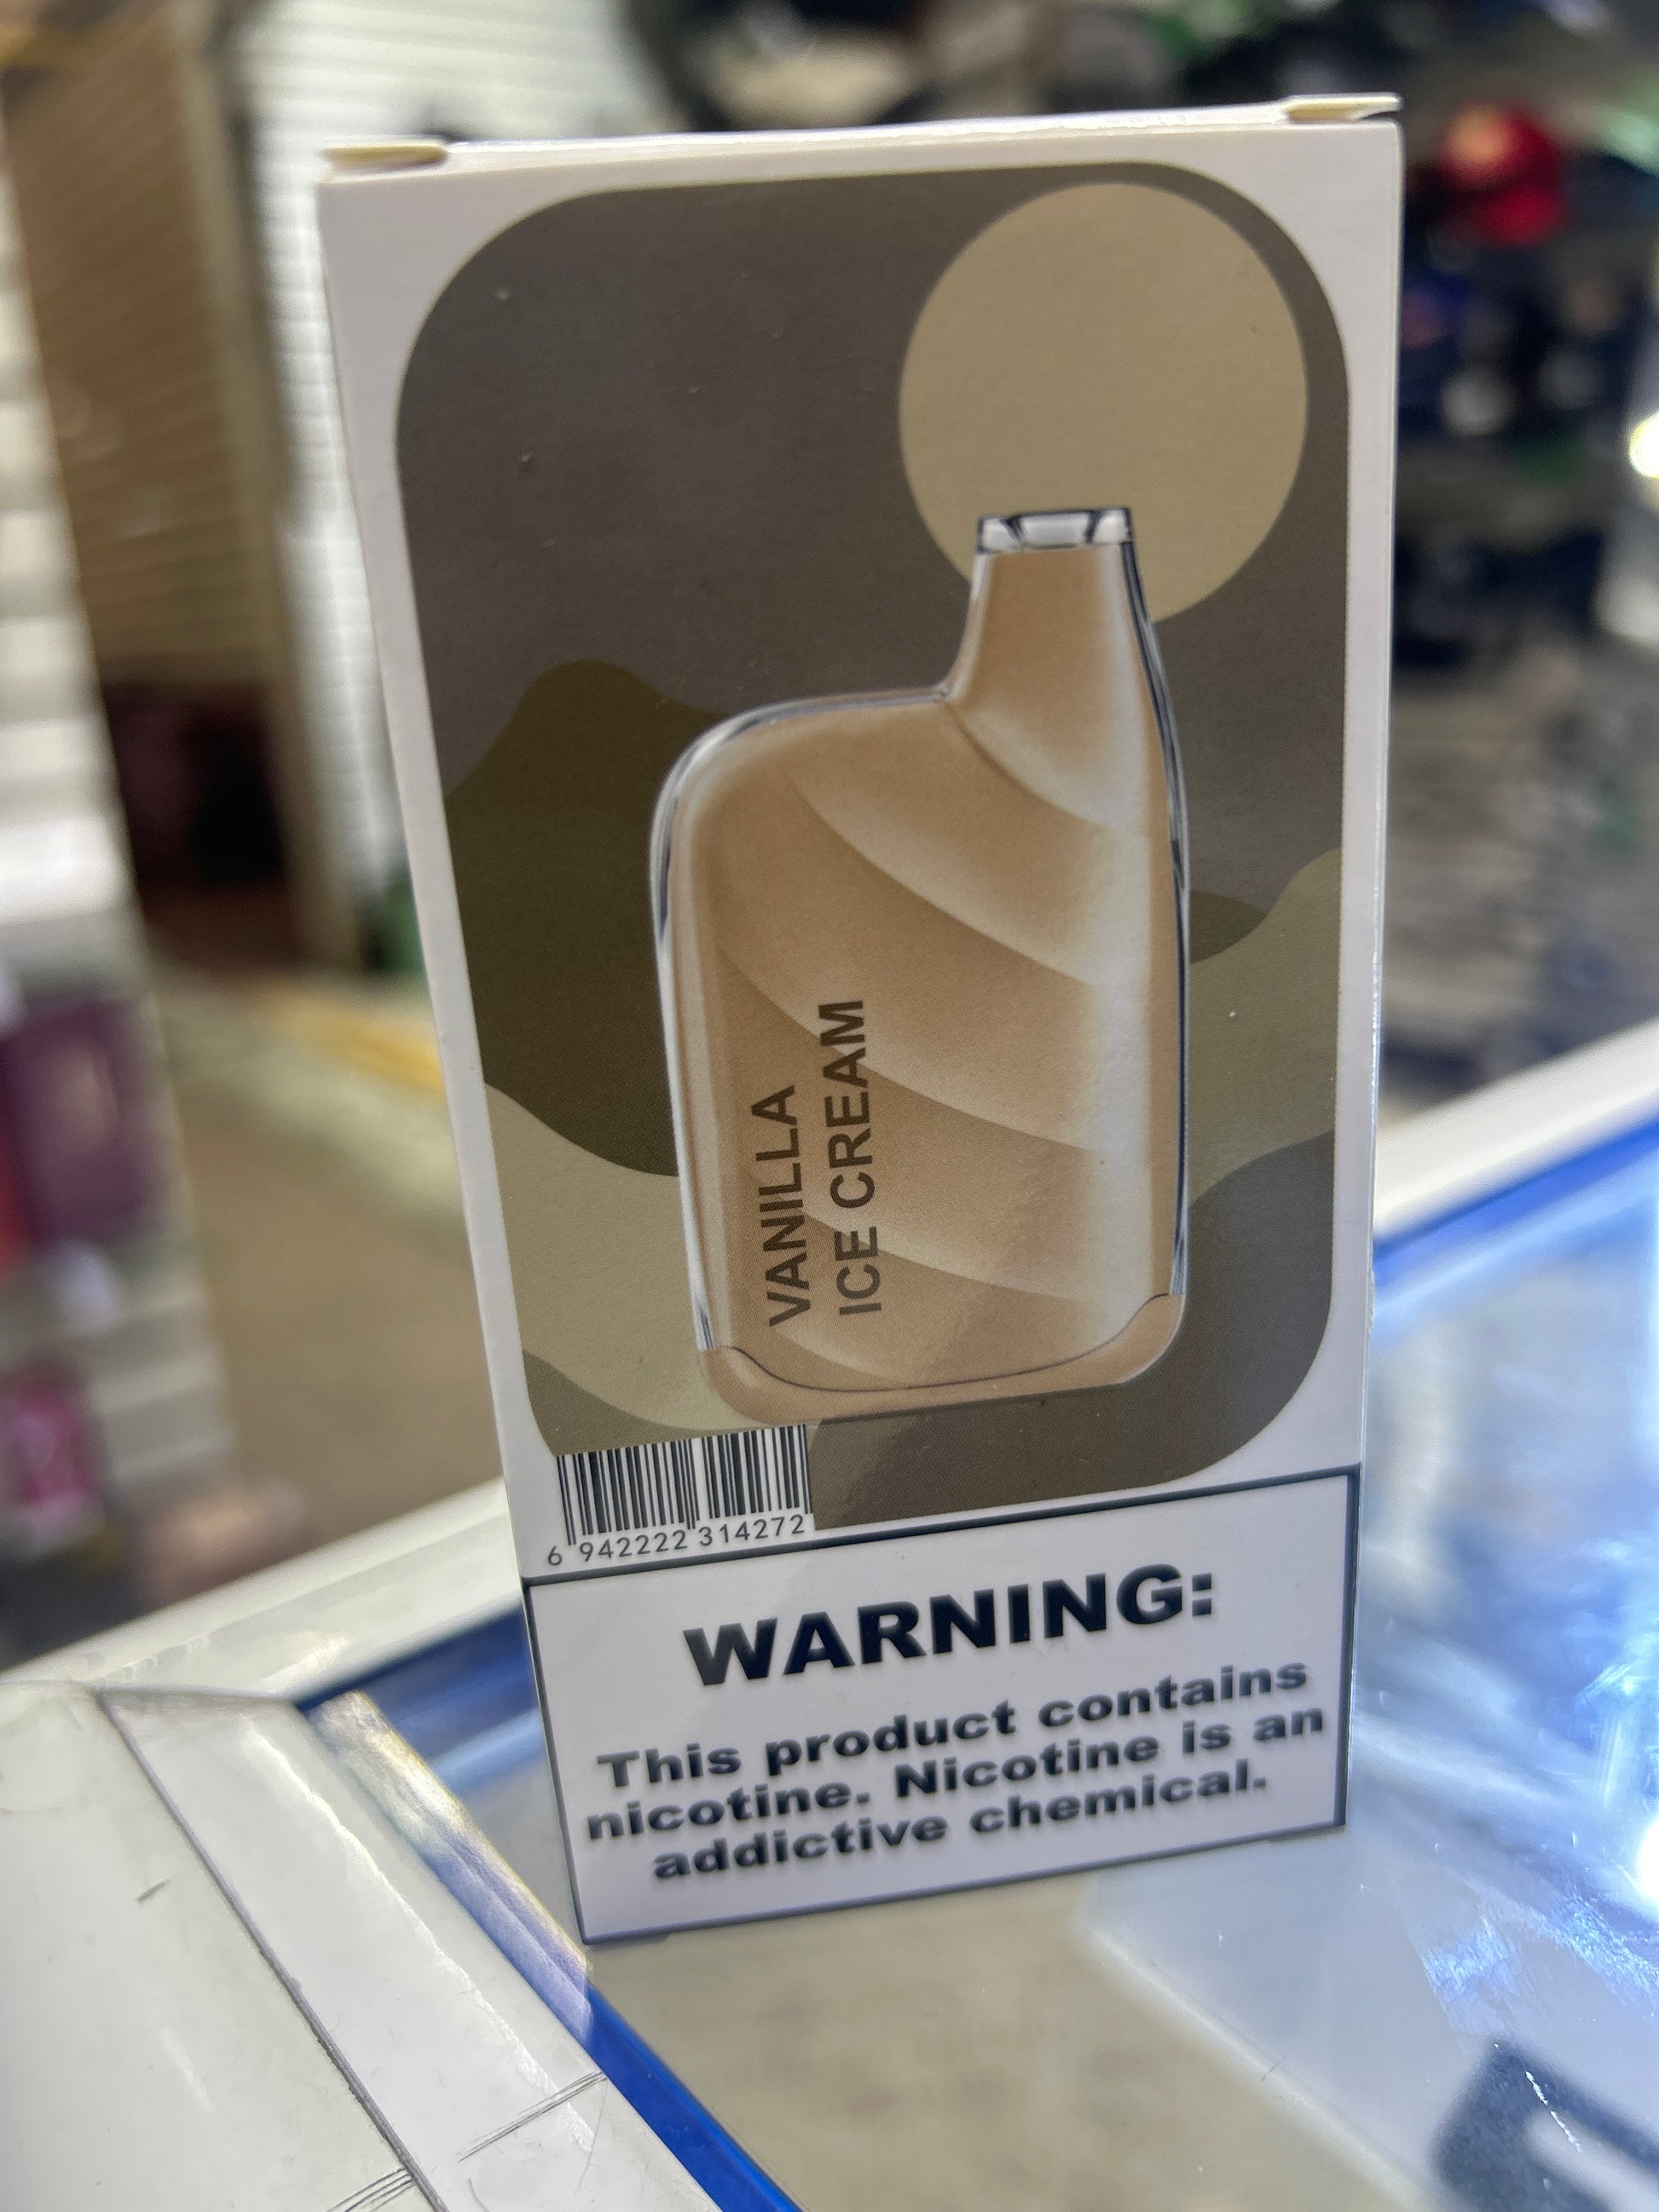 VANILLA
ICE CREAM
6 942222 314272
WARNING:
This product contains
nicotine. Nicotine is an
addictive chemical.